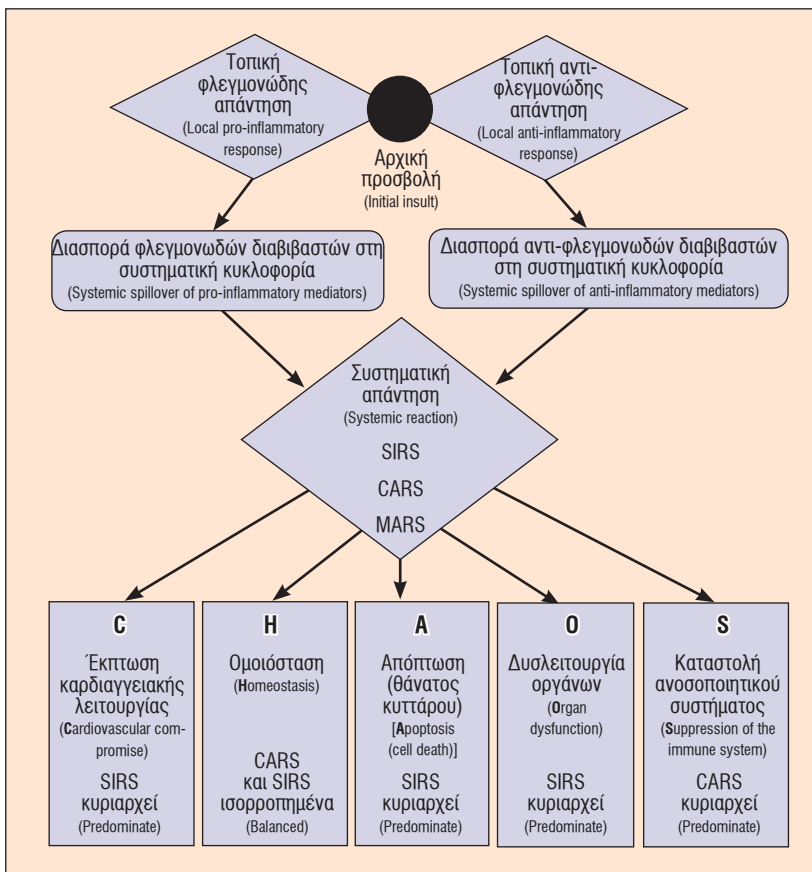 Τοπική
φλεγμονώδης
απάντηση
(Local pro-inflammatory
response)
Τοπική αντι-
φλεγμονώδης
απάντηση
(Local anti-inflammatory
response)
Αρχική
προσβολή
(Initial insult)
Διασπορά φλεγμονωδών διαβιβαστών στη
συστηματική κυκλοφορία
(Systemic spillover of pro-inflammatory mediators)
Διασπορά αντι-φλεγμονωδών διαβιβαστών
στη συστηματική κυκλοφορία
(Systemic spillover of anti-inflammatory mediators)
Συστηματική
απάντηση
(Systemic reaction)
SIRS
CARS
MARS
C
Έκπτωση
καρδιαγγειακής
λειτουργίας
(Cardiovascular com-
promise)
SIRS
κυριαρχεί
(Predominate)
H
Ομοιόσταση
(Homeostasis)
CARS
και SIRS
ισορροπημένα
(Balanced)
A
Απόπτωση
(θάνατος
κυττάρου)
[Apoptosis
(cell death)]
SIRS
κυριαρχεί
(Predominate)
O
Δυσλειτουργία
οργάνων
(Organ
dysfunction)
SIRS
κυριαρχεί
(Predominate)
S
Καταστολή
ανοσοποιητικού
συστήματος
(Suppression of the
immune system)
CARS
κυριαρχεί
(Predominate)